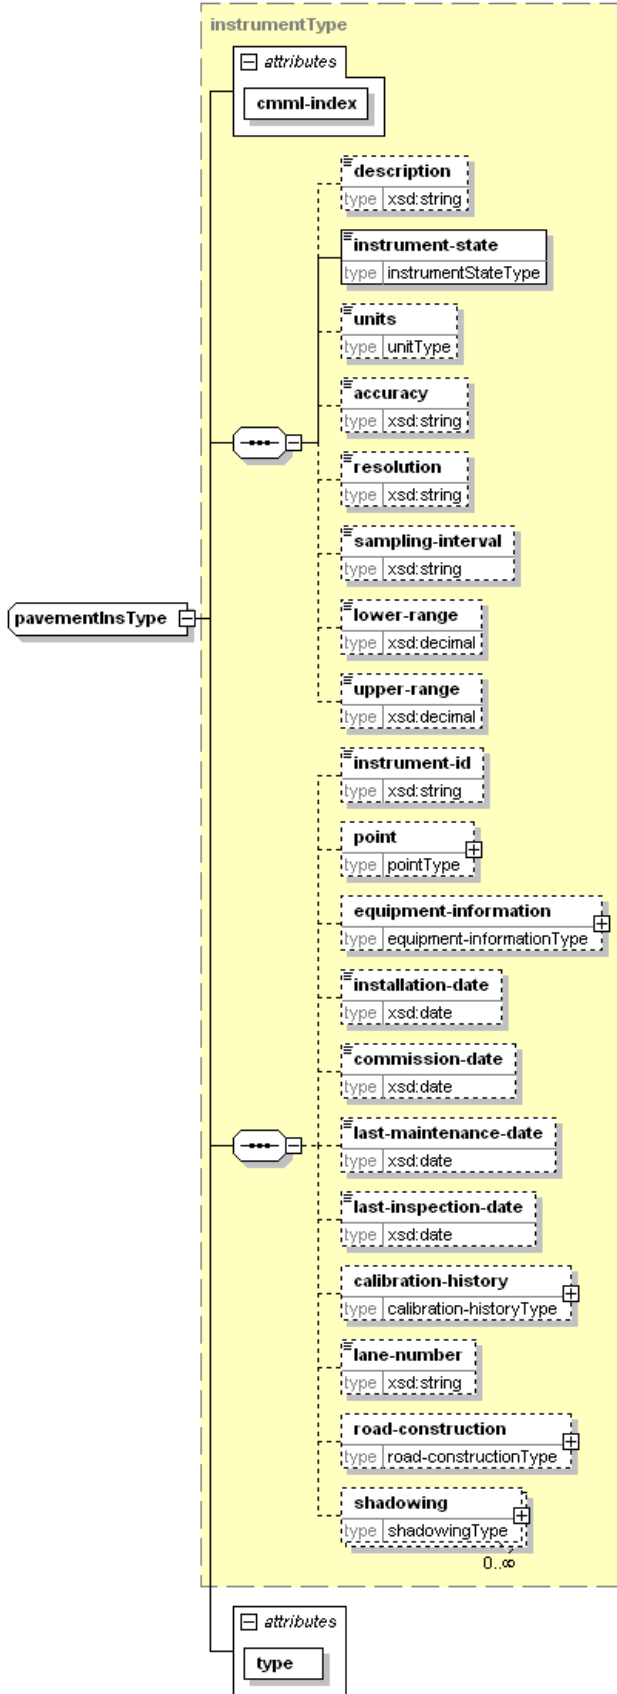 instrumentType
attributes
cmml-index
description
type xsd:string
instrument-state
type instrumentStateType
units
type unitType
accuracy
type xsd:string
resolution
type xsd:string
sampling-interval
type xsd:string
pavementInsType
lower-range
type xsd:decimal
upper-range
type xsd:decimal
instrument-id
type xsd:string
point
type pointType
equipment-information
type equipment-informationType
installation-date
type xsd:date
commission-date
type xsd:date
last-maintenance-date
type xsd:date
last-inspection-date
type xsd:date
calibration-history
type calibration-historyType
lane-number
type xsd:string
road-construction
type road-constructionType
shadowing
type shadowingType
0..∞
attributes
type